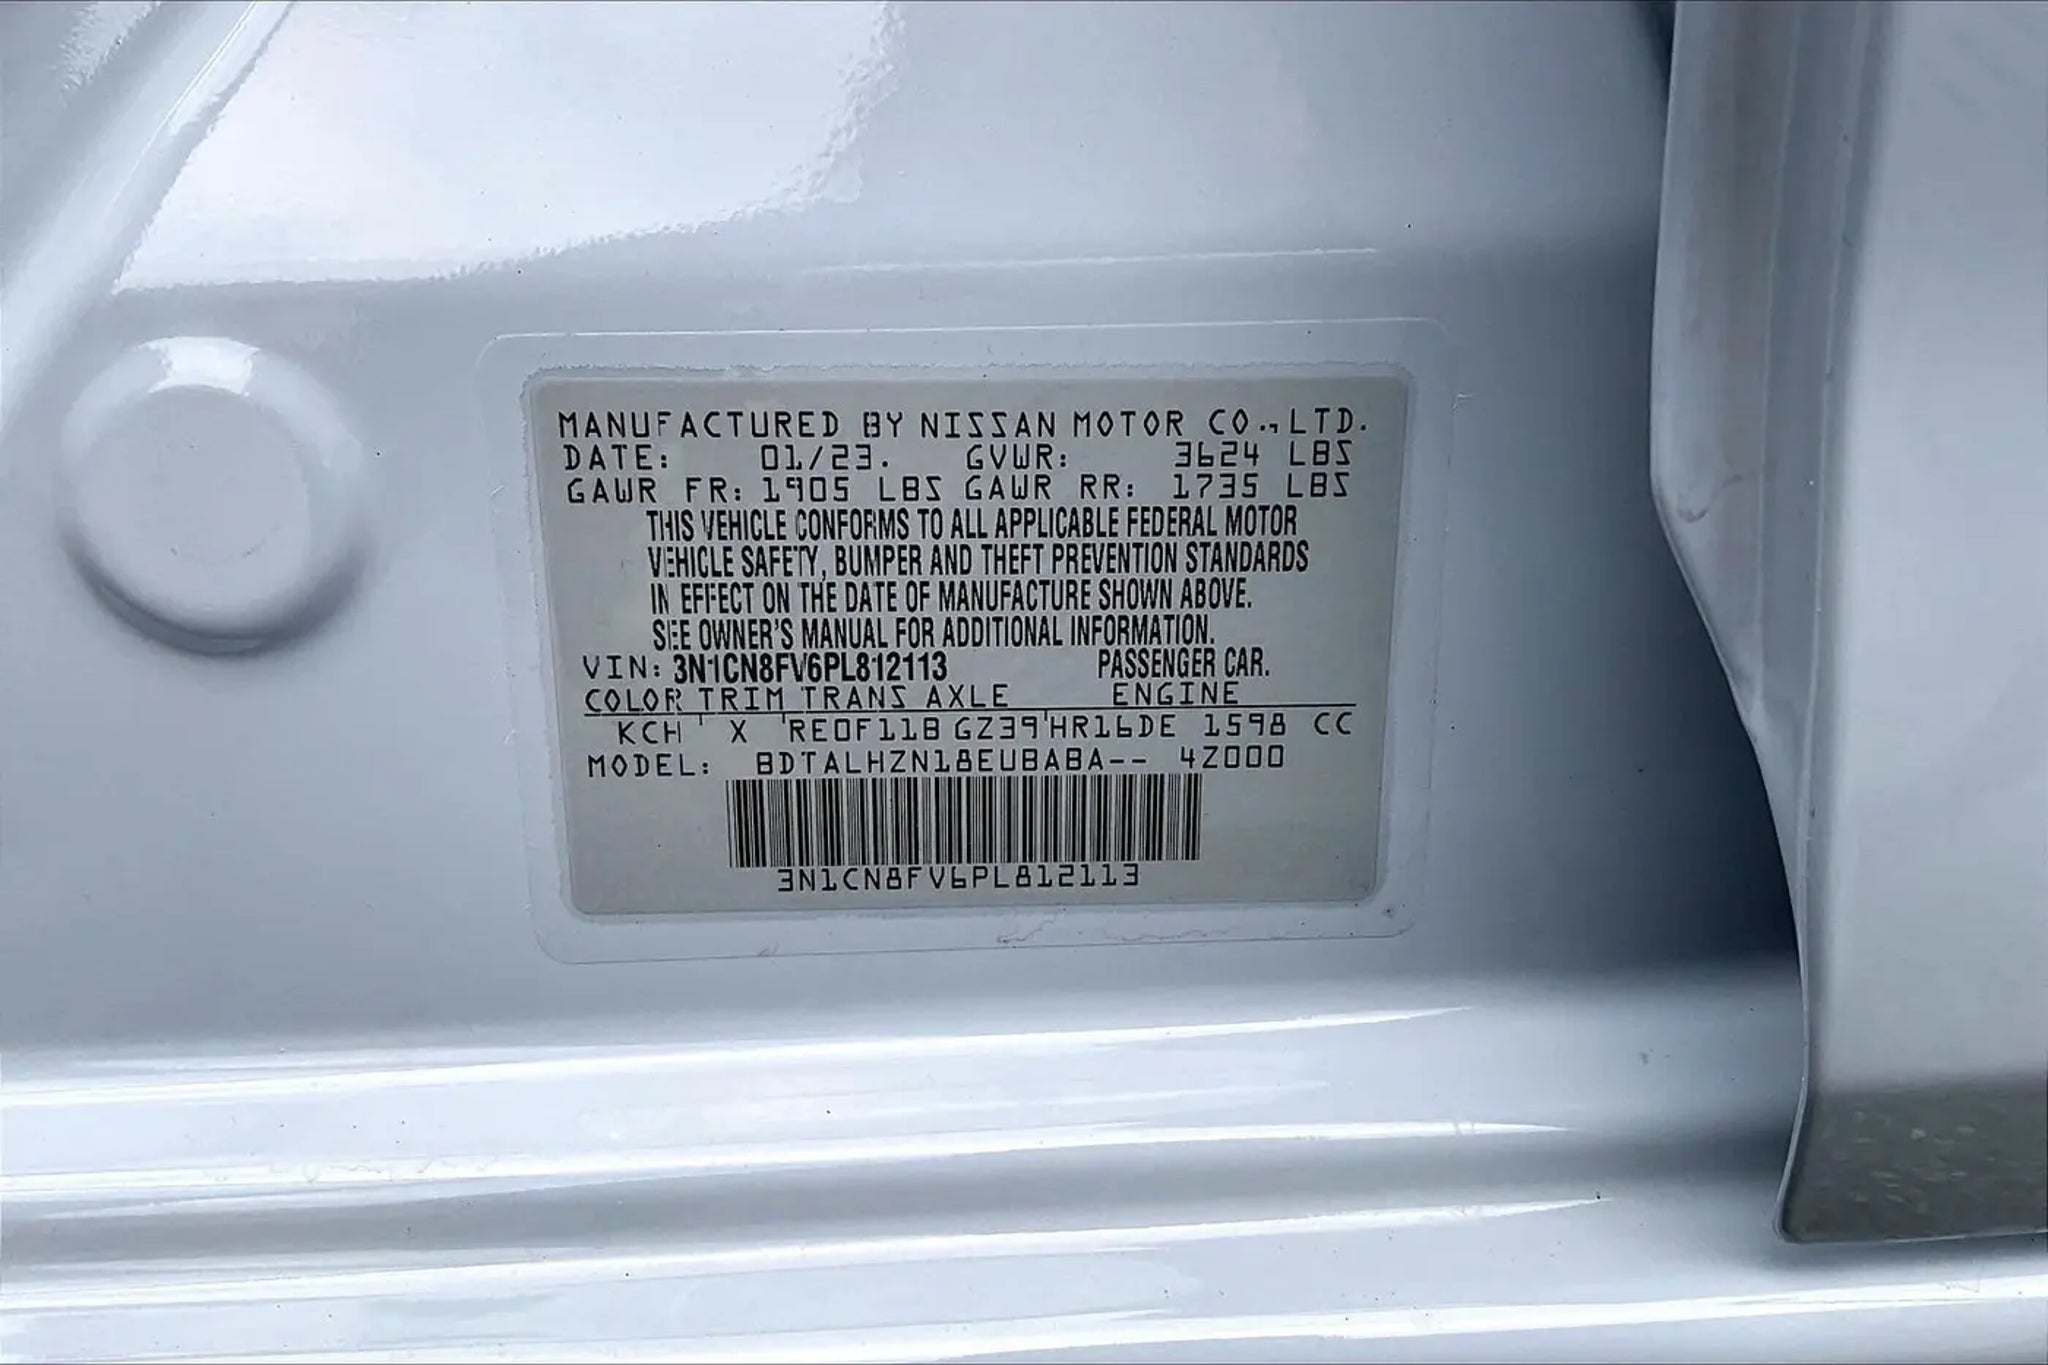 MANUFACTURED BY NISSAN MOTOR CO., LTD.
DATE: 01/23. GVWR: 3624 LBS
GAWR FR: 1905 LBS GAWR RR: 1735 LBS
THIS VEHICLE CONFORMS TO ALL APPLICABLE FEDERAL MOTOR
VEHICLE SAFETY, BUMPER AND THEFT PREVENTION STANDARDS
IN EFFECT ON THE DATE OF MANUFACTURE SHOWN ABOVE.
SEE OWNER'S MANUAL FOR ADDITIONAL INFORMATION.
VIN: 3N1CN8FV6PL812113 PASSENGER CAR.
COLOR TRIM TRANS AXLE ENGINE
KCH X RE0F11B GZ39 HR16DE 1598 CC
MODEL: BDTALHZN18EUBABA-- 4Z000
3N1CN8FV6PL812113